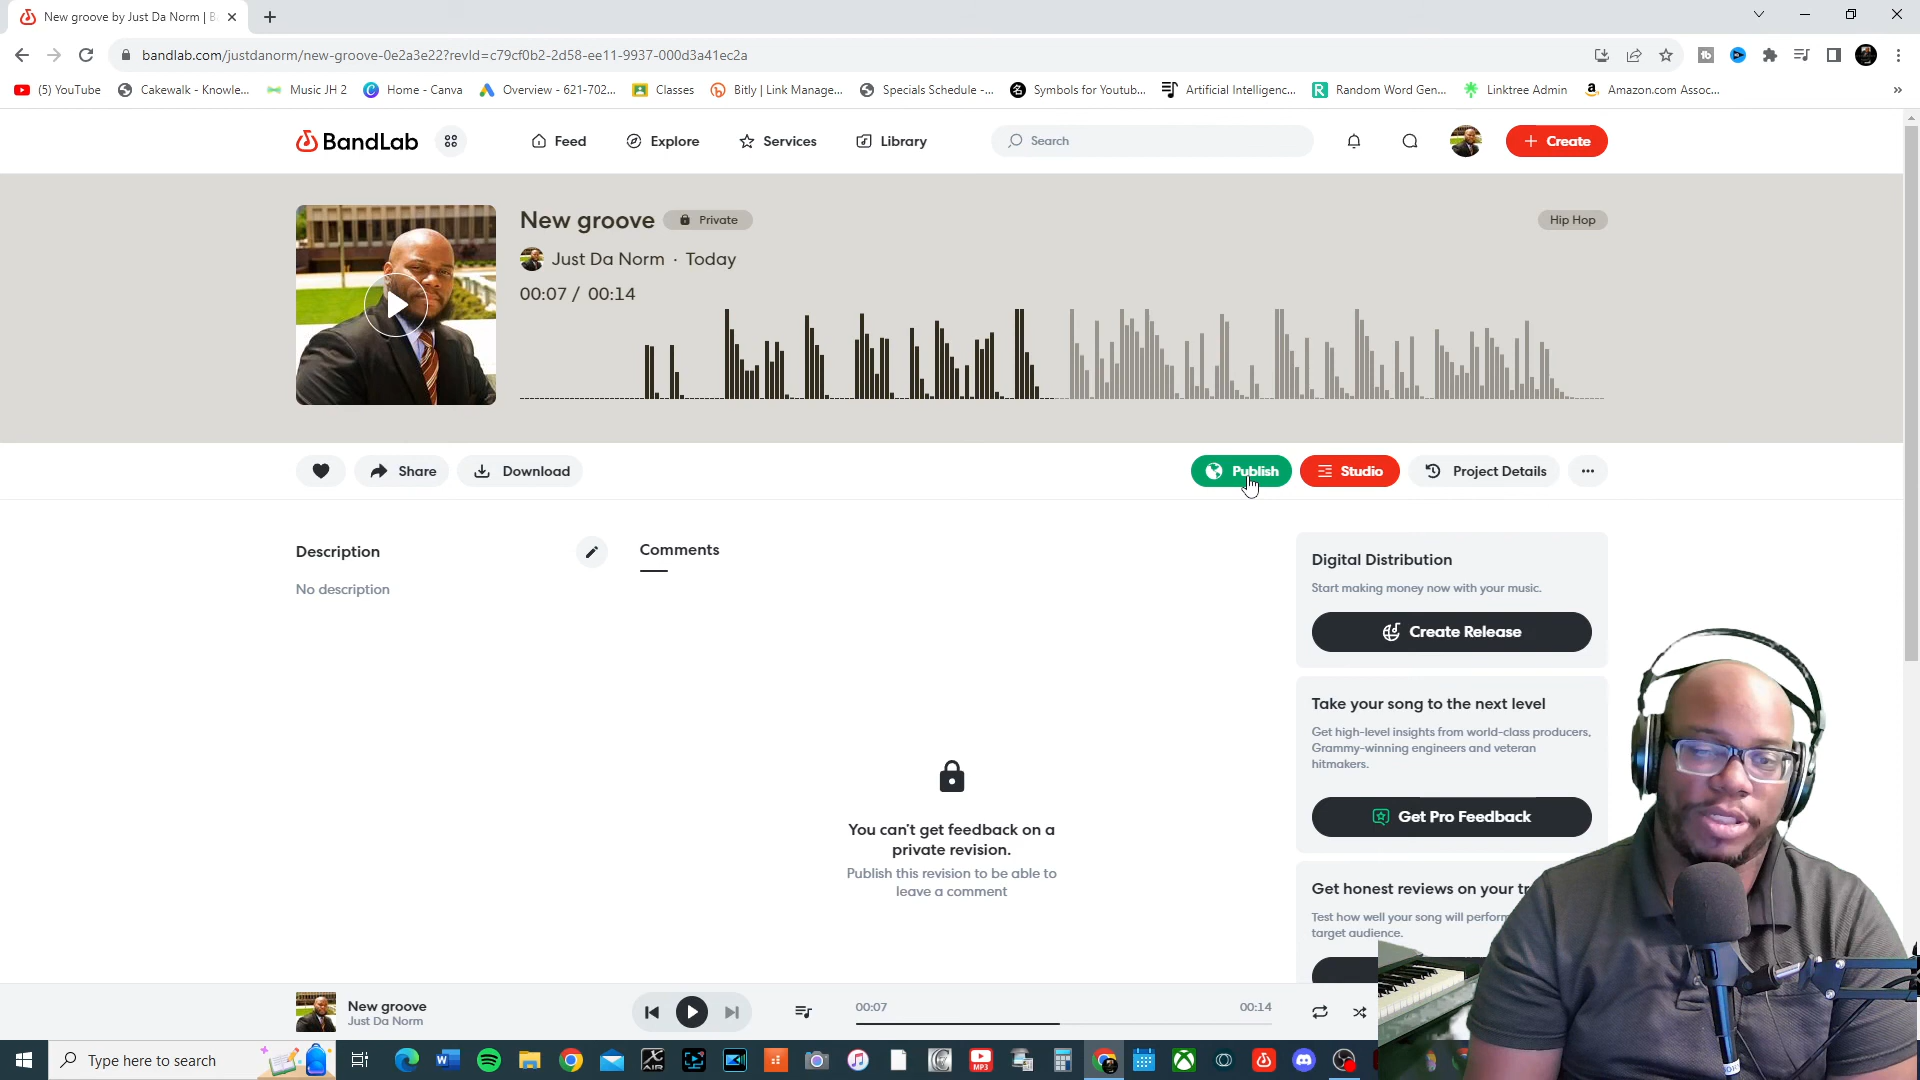 New groove by Just Da Norm | B
bandlab.com/justdanorm/new-groove-0e2a3e22?revId=c79cf0b2-2d58-ee11-9937-000d3a41ec2a
(5) YouTube
Cakewalk - Knowle...
Music JH 2
Home - Canva
Overview - 621-702...
Classes
Bitly | Link Manage...
Specials Schedule -...
Symbols for Youtub...
Artificial Intelligenc...
Random Word Gen...
Linktree Admin
Amazon.com Assoc...
BandLab
Feed
Explore
Services
Library
Search
Create
New groove
Private
Hip Hop
Just Da Norm · Today
00:07 / 00:14
Share
Download
Publish
Studio
Project Details
Description
No description
Comments
You can't get feedback on a
private revision.
Publish this revision to be able to
leave a comment
Digital Distribution
Start making money now with your music.
Create Release
Take your song to the next level
Get high-level insights from world-class producers,
Grammy-winning engineers and veteran
hitmakers.
Get Pro Feedback
Get honest reviews on your tr
Test how well your song will perform
target audience.
New groove
Just Da Norm
00:07
00:14
Type here to search